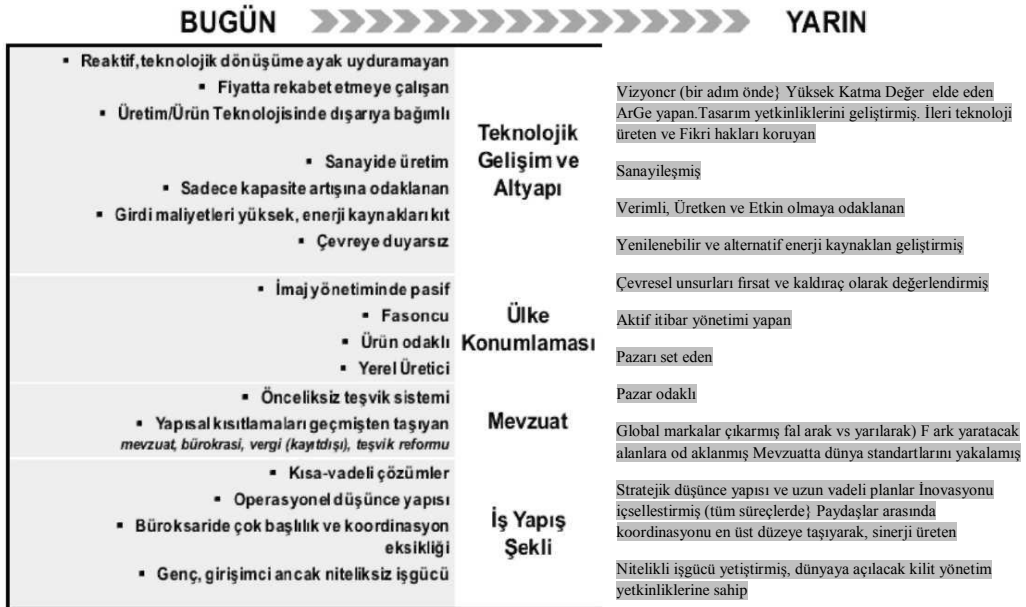 BUGÜN YARIN
▪ Reaktif,teknolojik dönüşüme ayak uyduramayan
▪ Fiyatta rekabet etmeye çalışan
▪ Üretim/Ürün Teknolojisinde dışarıya bağımlı
▪ Sanayide üretim
▪ Sadece kapasite artışına odaklanan
▪ Girdi maliyetleri yüksek, enerji kaynakları kıt
▪ Çevreye duyarsız
Teknolojik
Gelişim ve
Altyapı
▪ İmaj yönetiminde pasif
▪ Fasoncu
▪ Ürün odaklı
▪ Yerel Üretici
Ülke
Konumlaması
▪ Önceliksiz teşvik sistemi
▪ Yapısal kısıtlamaları geçmişten taşıyan
mevzuat, bürokrasi, vergi (kayıtdışı), teşvik reformu
Mevzuat
▪ Kısa-vadeli çözümler
▪ Operasyonel düşünce yapısı
▪ Büroksaride çok başlılık ve koordinasyon
eksikliği
▪ Genç, girişimci ancak niteliksiz işgücü
İş Yapış
Şekli
Vizyoncr (bir adım önde} Yüksek Katma Değer elde eden
ArGe yapan.Tasarım yetkinliklerini geliştirmiş. İleri teknoloji
üreten ve Fikri hakları koruyan
Sanayileşmiş
Verimli, Üretken ve Etkin olmaya odaklanan
Yenilenebilir ve alternatif enerji kaynaklan geliştirmiş
Çevresel unsurları fırsat ve kaldıraç olarak değerlendirmiş
Aktif itibar yönetimi yapan
Pazarı set eden
Pazar odaklı
Global markalar çıkarmış fal arak vs yarılarak) F ark yaratacak
alanlara od aklanmış Mevzuatta dünya standartlarını yakalamış
Stratejik düşünce yapısı ve uzun vadeli planlar İnovasyonu
içsellestirmiş (tüm süreçlerde} Paydaşlar arasında
koordinasyonu en üst düzeye taşıyarak, sinerji üreten
Nitelikli işgücü yetiştirmiş, dünyaya açılacak kilit yönetim
yetkinliklerine sahip